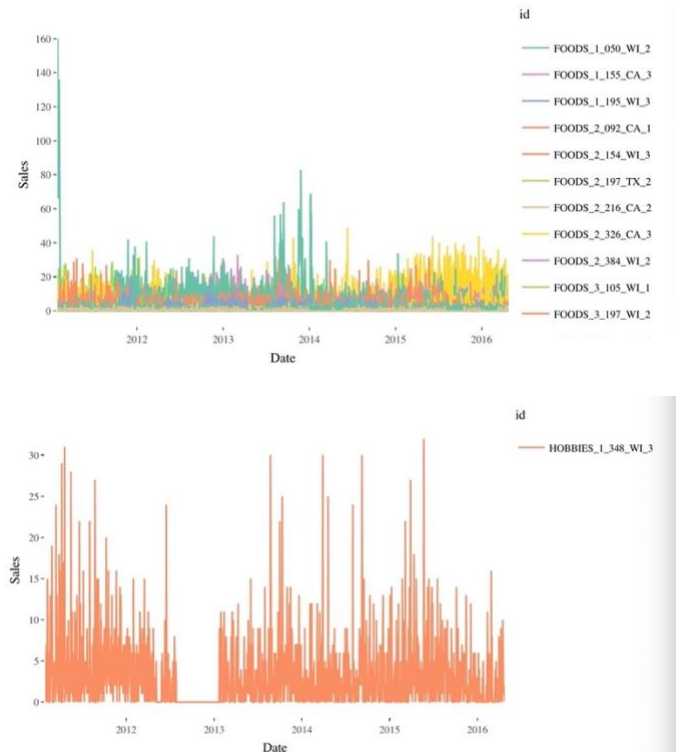 id
160
140
120
100
80
60
40
20
0
Sales
2012 2013 2014 2015 2016
Date
FOODS_1_050_WI_2
FOODS_1_155_CA_3
FOODS_1_195_WI_3
FOODS_2_092_CA_1
FOODS_2_154_WI_3
FOODS_2_197_TX_2
FOODS_2_216_CA_2
FOODS_2_326_CA_3
FOODS_2_384_WI_2
FOODS_3_105_WI_1
FOODS_3_197_WI_2
id
30
25
20
15
10
5
0
Sales
2012 2013 2014 2015 2016
Date
HOBBIES_1_348_WI_3